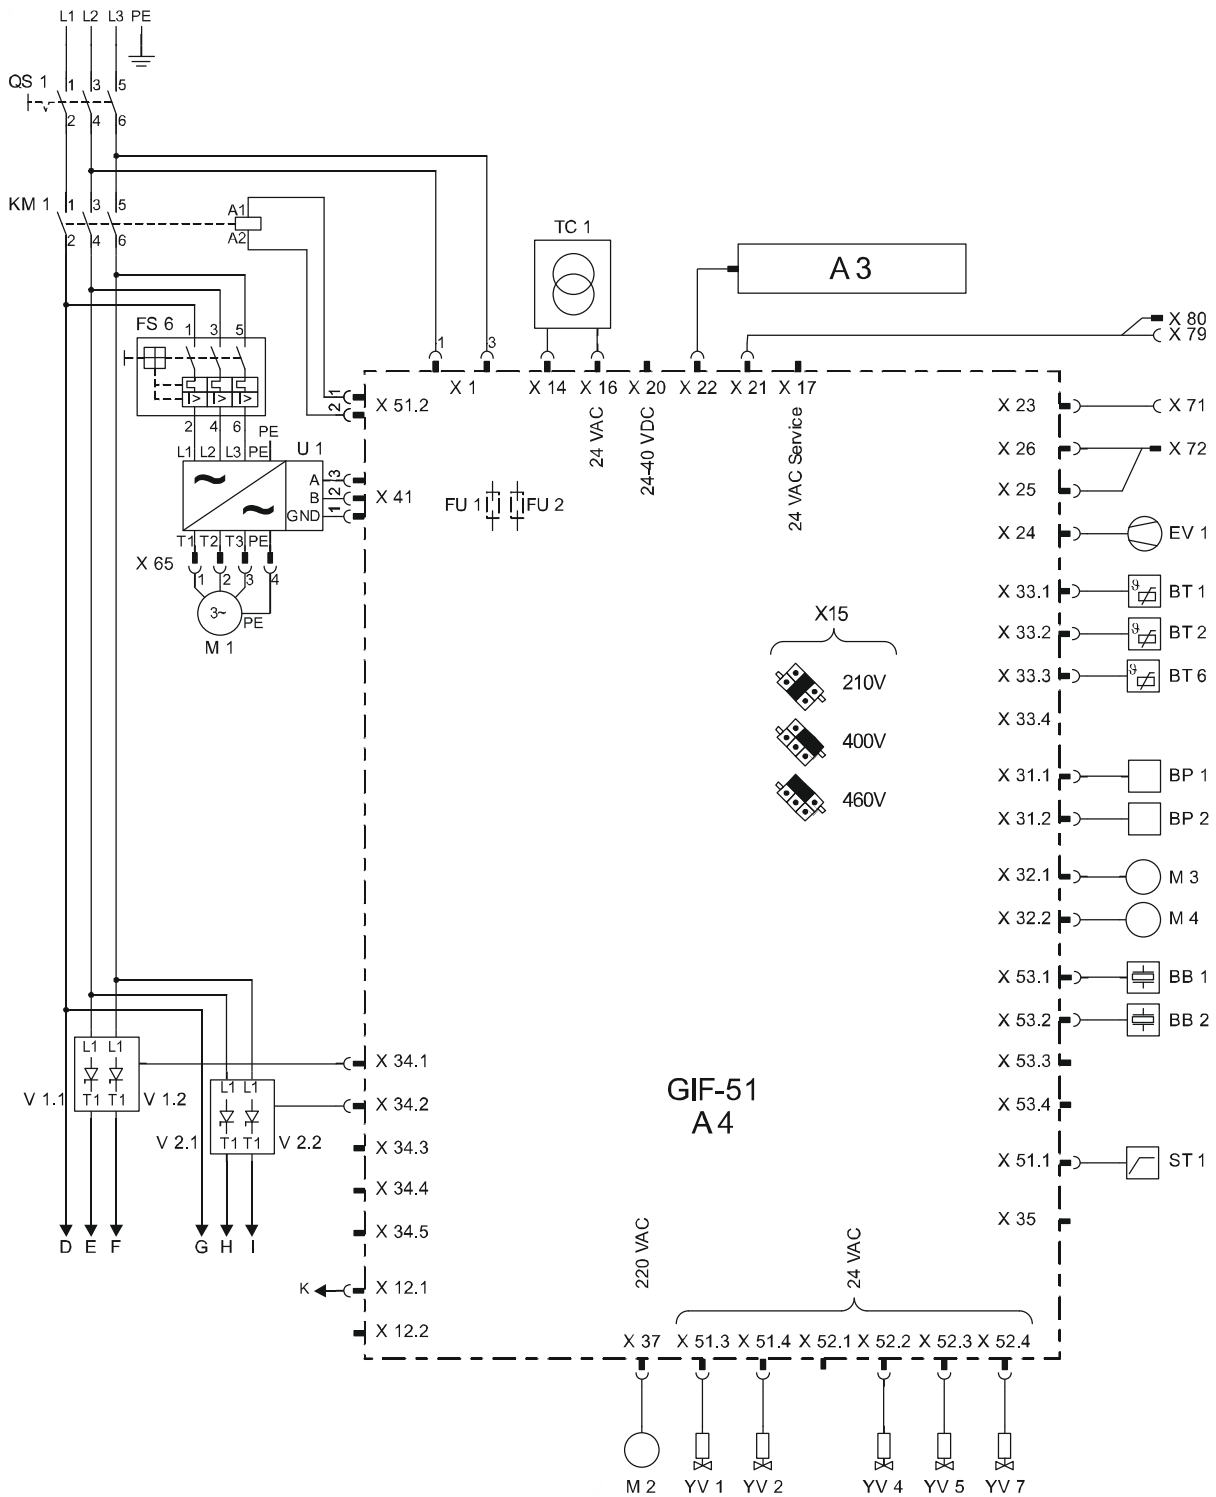 L1 L2 L3 PE
QS 1
1 3 5
2 4 6
KM 1
1 3 5
2 4 6
A1
A2
TC 1
A 3
X 80
X 79
FS 6
1 3 5
2 4 6
1 3
X 1 X 14 X 16 X 20 X 22 X 21 X 17
24 VAC
24-40 VDC
24 VAC Service
1
2
X 51.2
I> I> I>
L1 L2 L3 PE
PE
U 1
A
B
GND
3
2
1
X 41
T1 T2 T3 PE
X 65
1 2 3 4
3~
PE
M 1
FU 1
FU 2
X 23
X 71
X 26
X 72
X 25
X 24
EV 1
X 33.1
ϑ
BT 1
X 33.2
ϑ
BT 2
X 33.3
ϑ
BT 6
X 33.4
X15
210V
400V
460V
X 31.1
BP 1
X 31.2
BP 2
X 32.1
M 3
X 32.2
M 4
X 53.1
BB 1
X 53.2
BB 2
X 53.3
X 53.4
X 51.1
ST 1
X 35
L1 L1
V 1.1
T1 T1
V 1.2
L1 L1
V 2.1
T1 T1
V 2.2
X 34.1
X 34.2
X 34.3
X 34.4
X 34.5
GIF-51
A 4
D E F G H I
K
X 12.1
X 12.2
220 VAC
24 VAC
X 37 X 51.3 X 51.4 X 52.1 X 52.2 X 52.3 X 52.4
M 2 YV 1 YV 2 YV 4 YV 5 YV 7